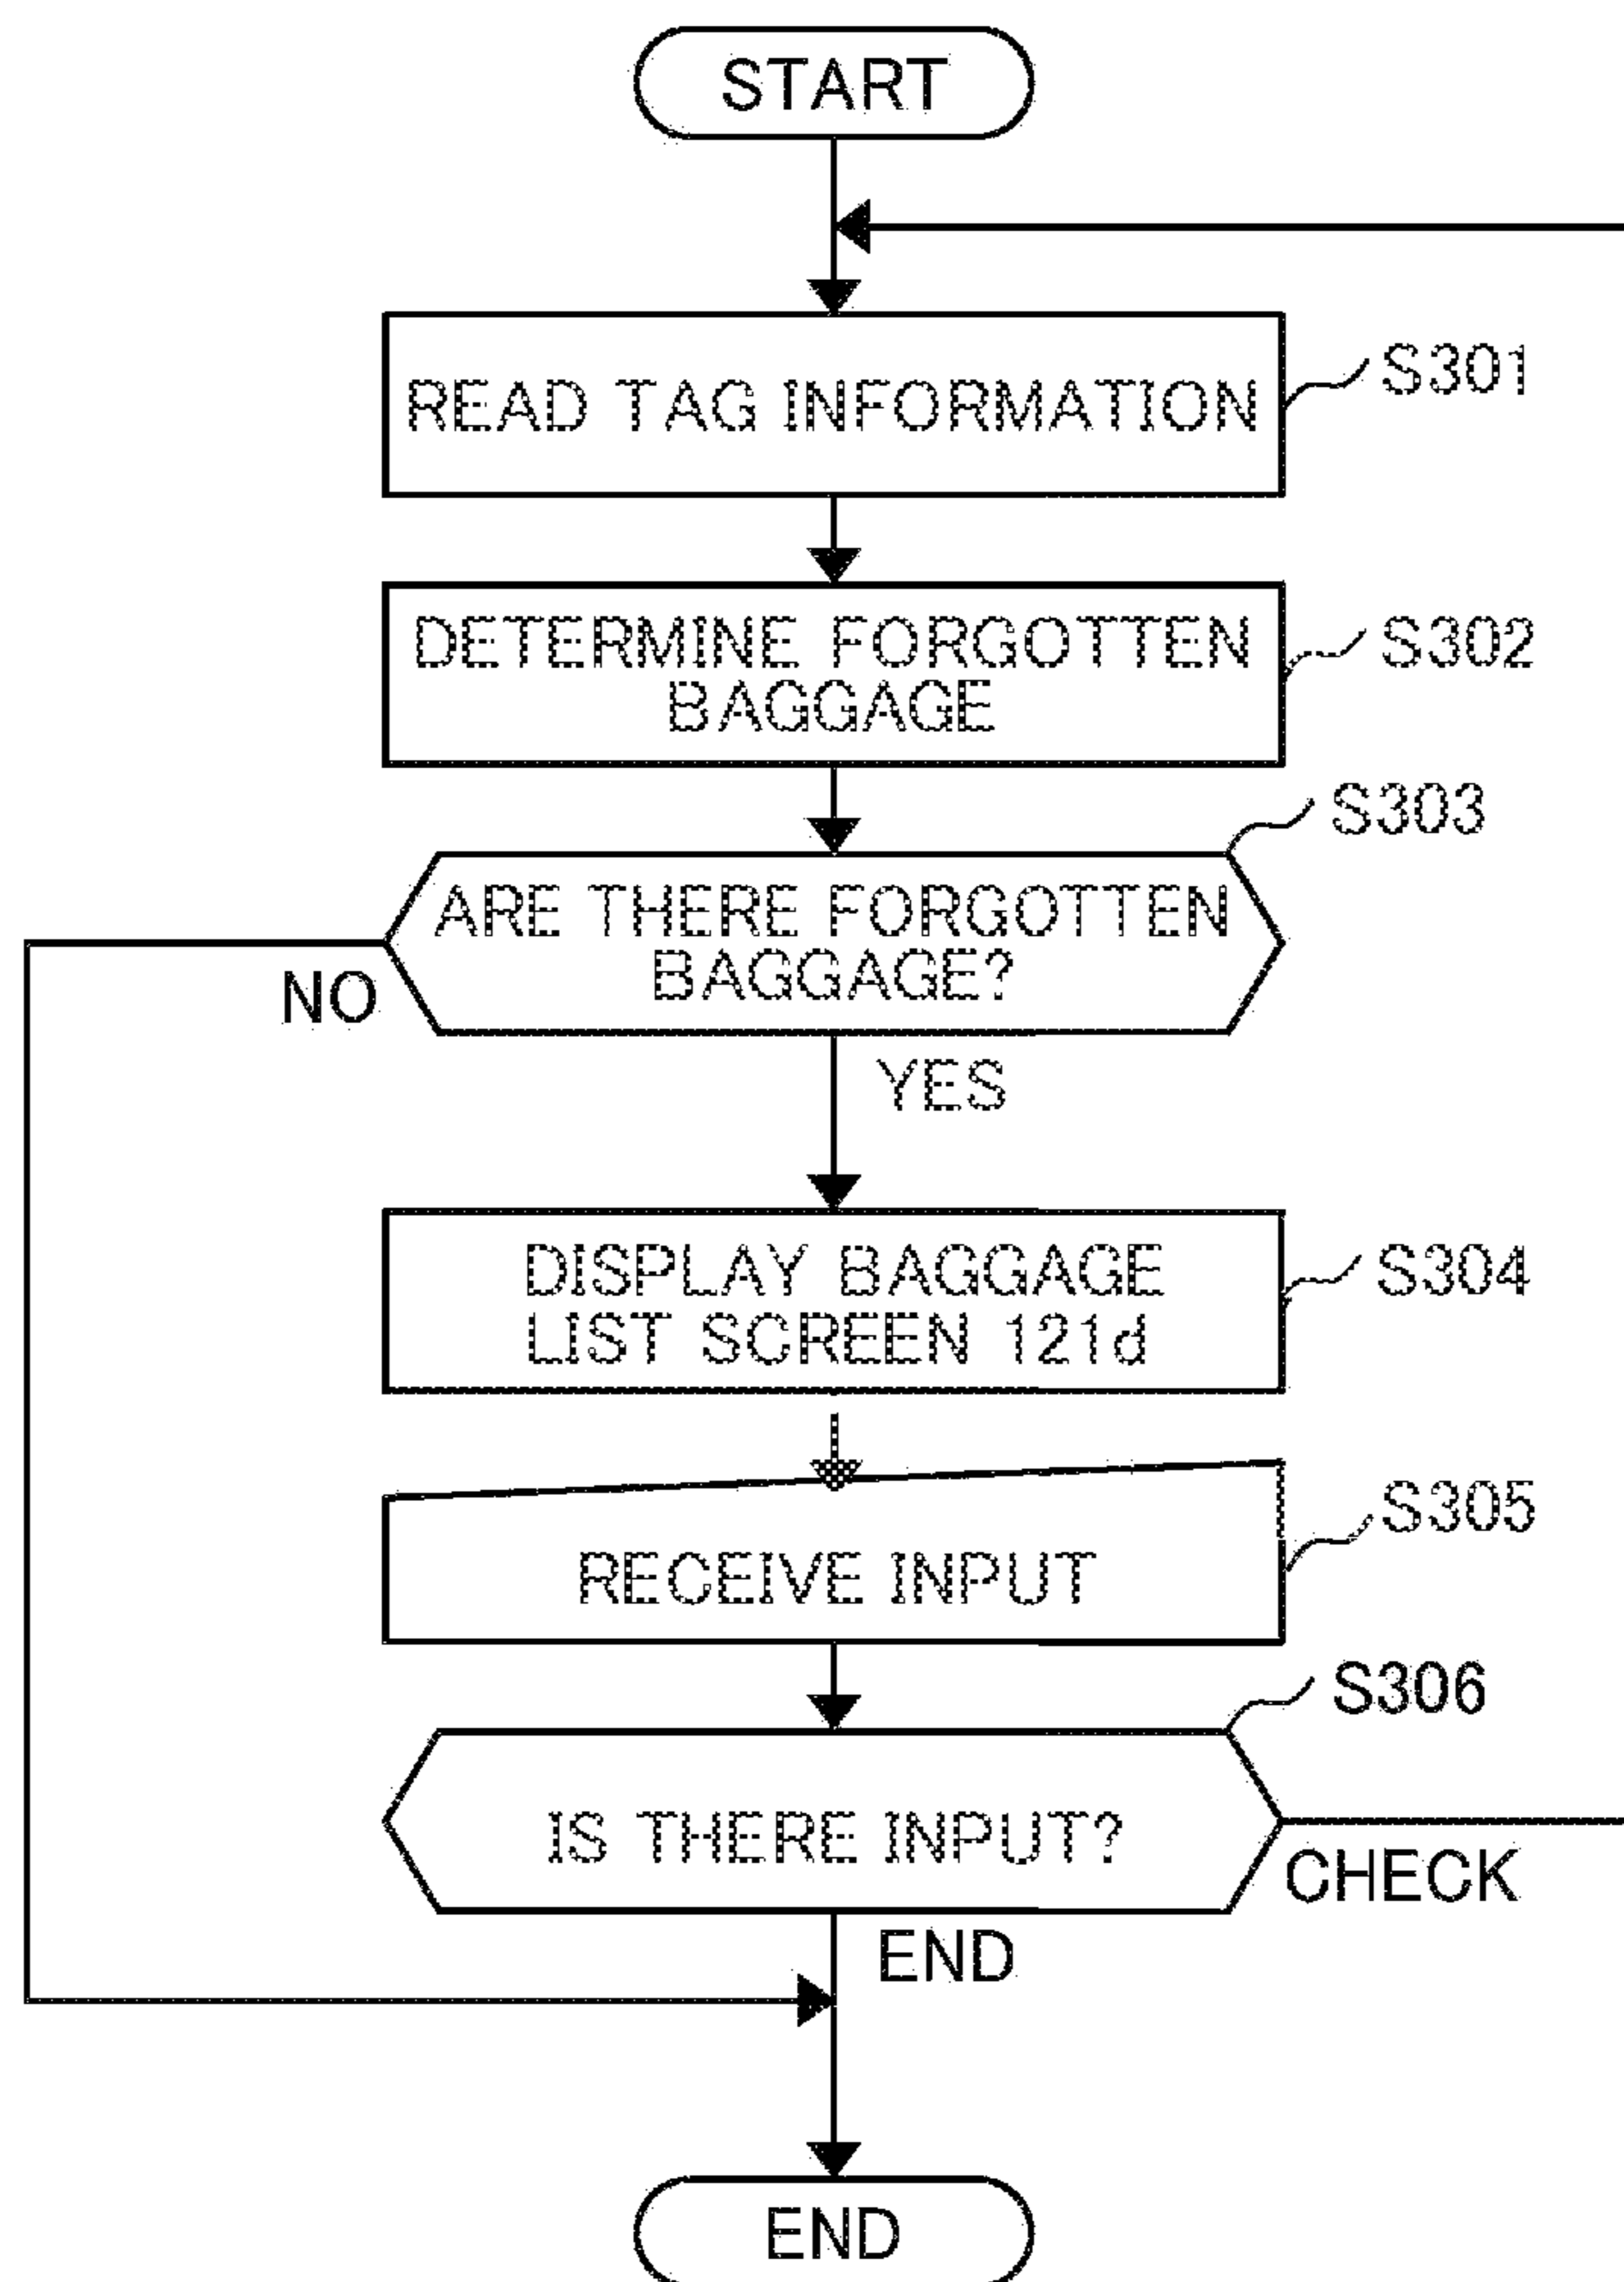 START
READ TAG INFORMATION
S301
DETERMINE FORGOTTEN
BAGGAGE
S302
S303
ARE THERE FORGOTTEN
BAGGAGE?
NO
YES
DISPLAY BAGGAGE
LIST SCREEN 121d
S304
RECEIVE INPUT
S305
S306
IS THERE INPUT?
CHECK
END
END